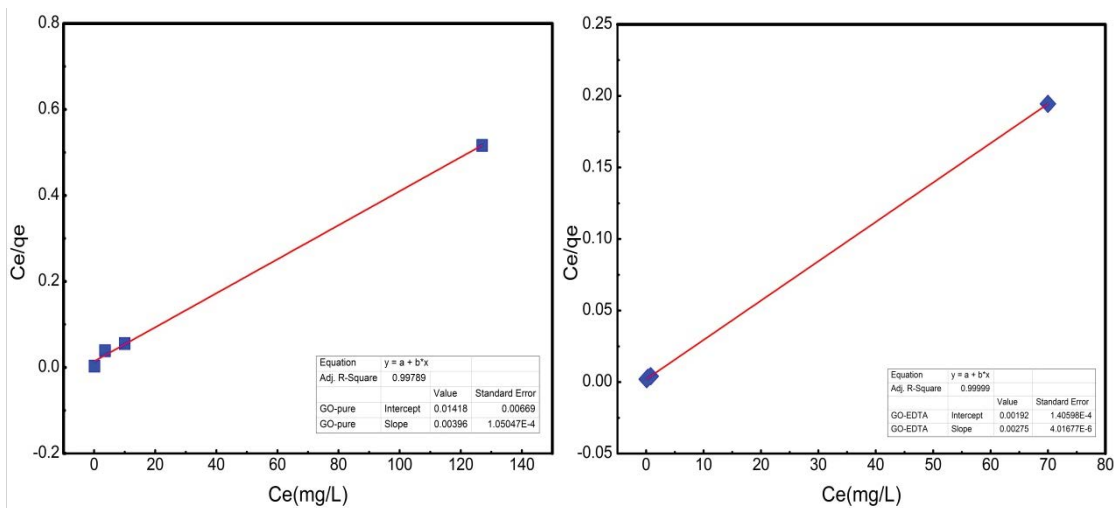 0.8
0.6
0.4
0.2
0.0
-0.2
Ce/qe
0 20 40 60 80 100 120 140
Ce(mg/L)
Equation y = a + b*x
Adj. R-Square 0.99789
Value Standard Error
GO-pure Intercept 0.01418 0.00669
GO-pure Slope 0.00396 1.05047E-4
0.25
0.20
0.15
0.10
0.05
0.00
-0.05
Ce/qe
0 10 20 30 40 50 60 70 80
Ce(mg/L)
Equation y = a + b*x
Adj. R-Square 0.99999
Value Standard Error
GO-EDTA Intercept 0.00192 1.40598E-4
GO-EDTA Slope 0.00275 4.01677E-6